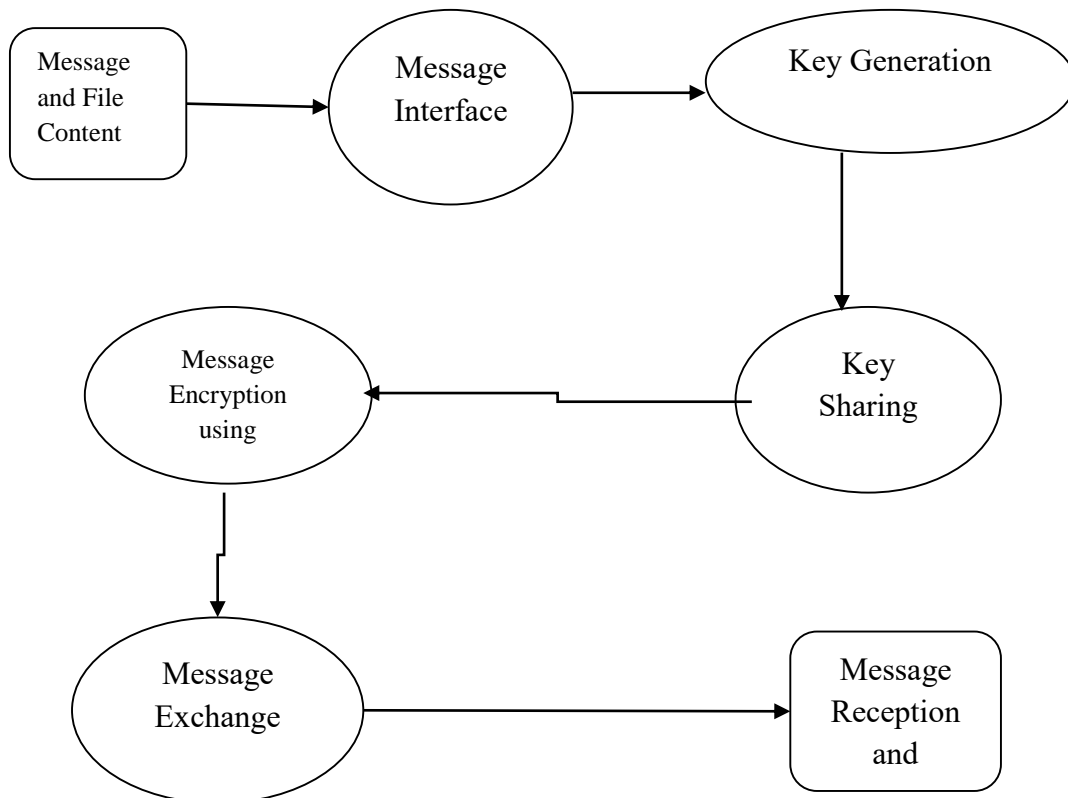 Message
and File
Content
Message
Interface
Key Generation
Key
Sharing
Message
Encryption
using
Message
Exchange
Message
Reception
and